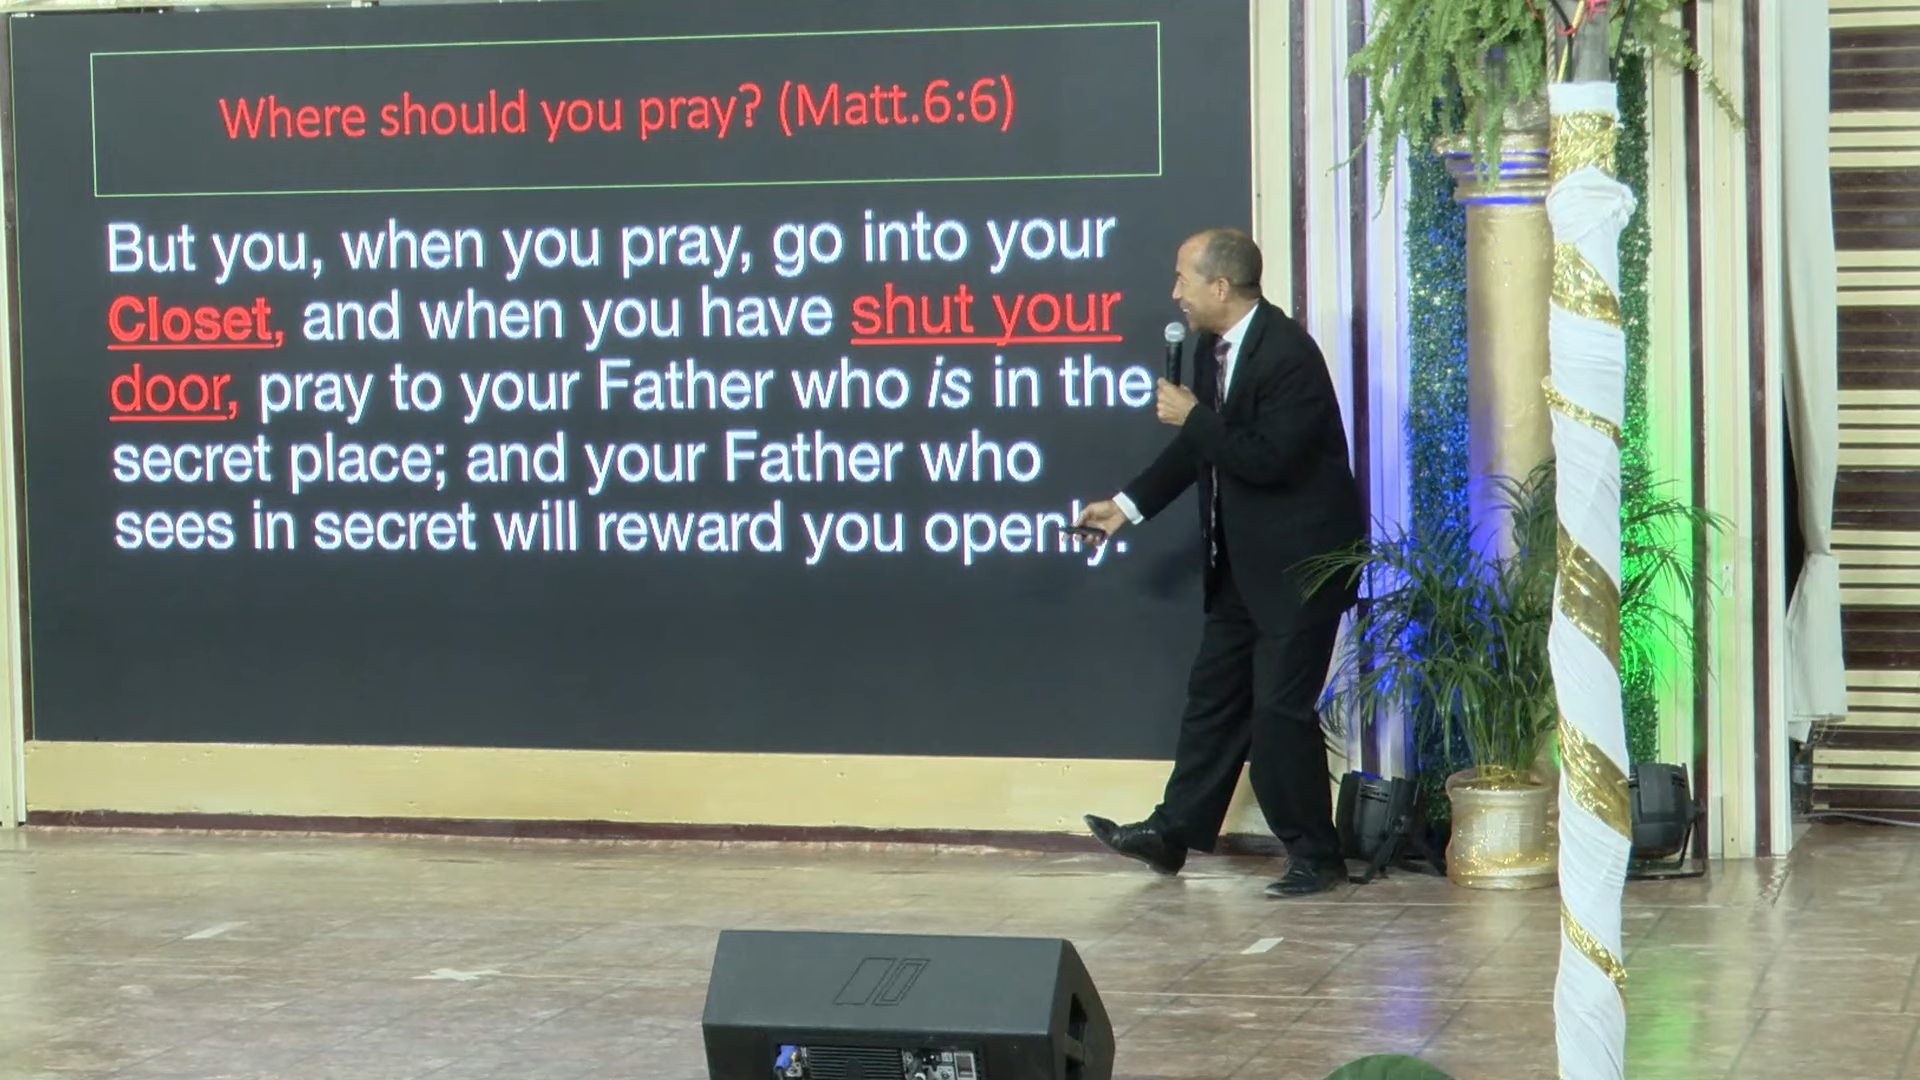 Where should you pray? (Matt.6:6)
But you, when you pray, go into your
Closet, and when you have shut your
door, pray to your Father who is in the
secret place; and your Father who
sees in secret will reward you openly.